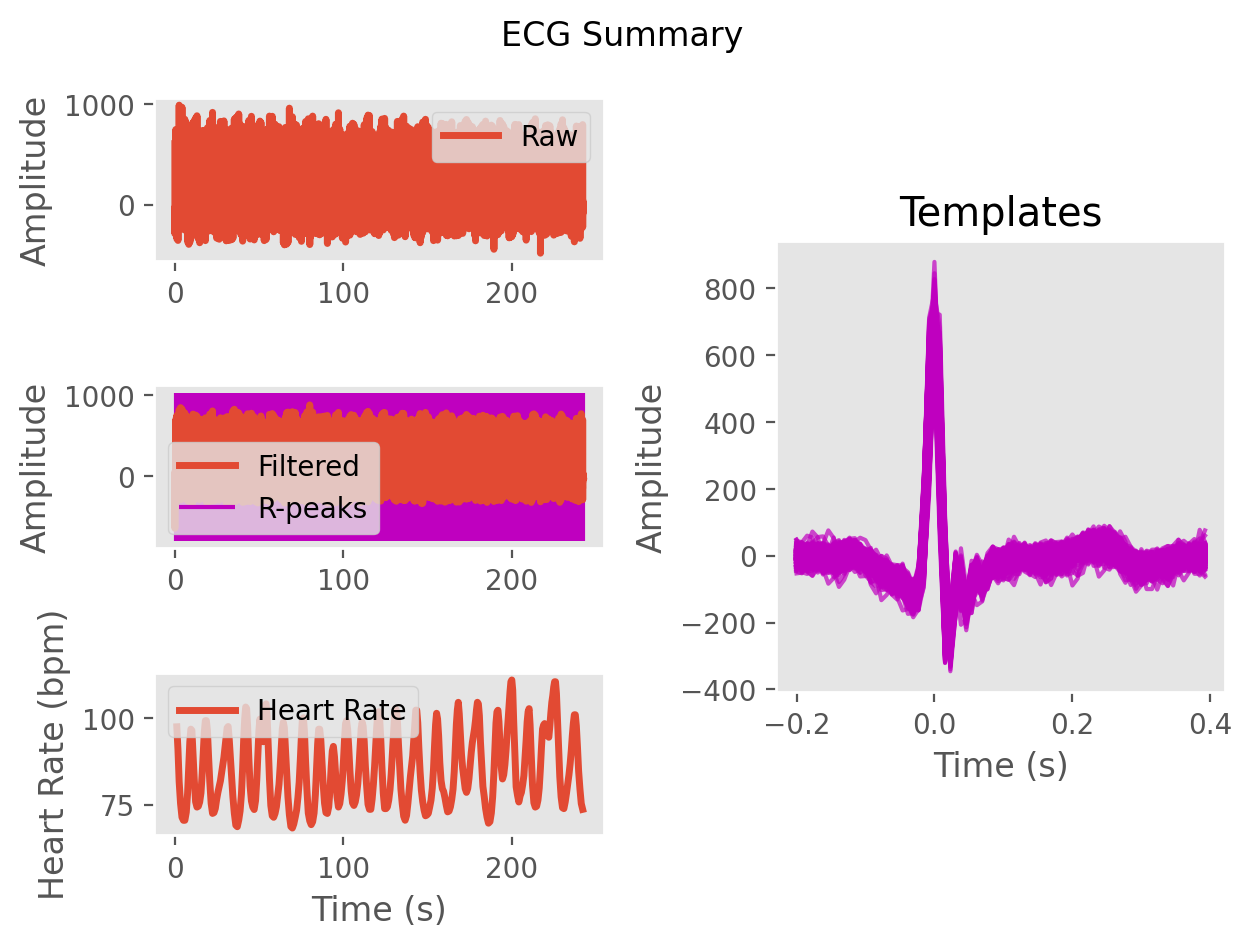 ECG Summary
Amplitude
1000
0
Raw
0
100
200
Amplitude
1000
0
Filtered
R-peaks
0
100
200
Heart Rate (bpm)
100
75
Heart Rate
0
100
200
Time (s)
Templates
Amplitude
800
600
400
200
0
−200
−400
−0.2
0.0
0.2
0.4
Time (s)